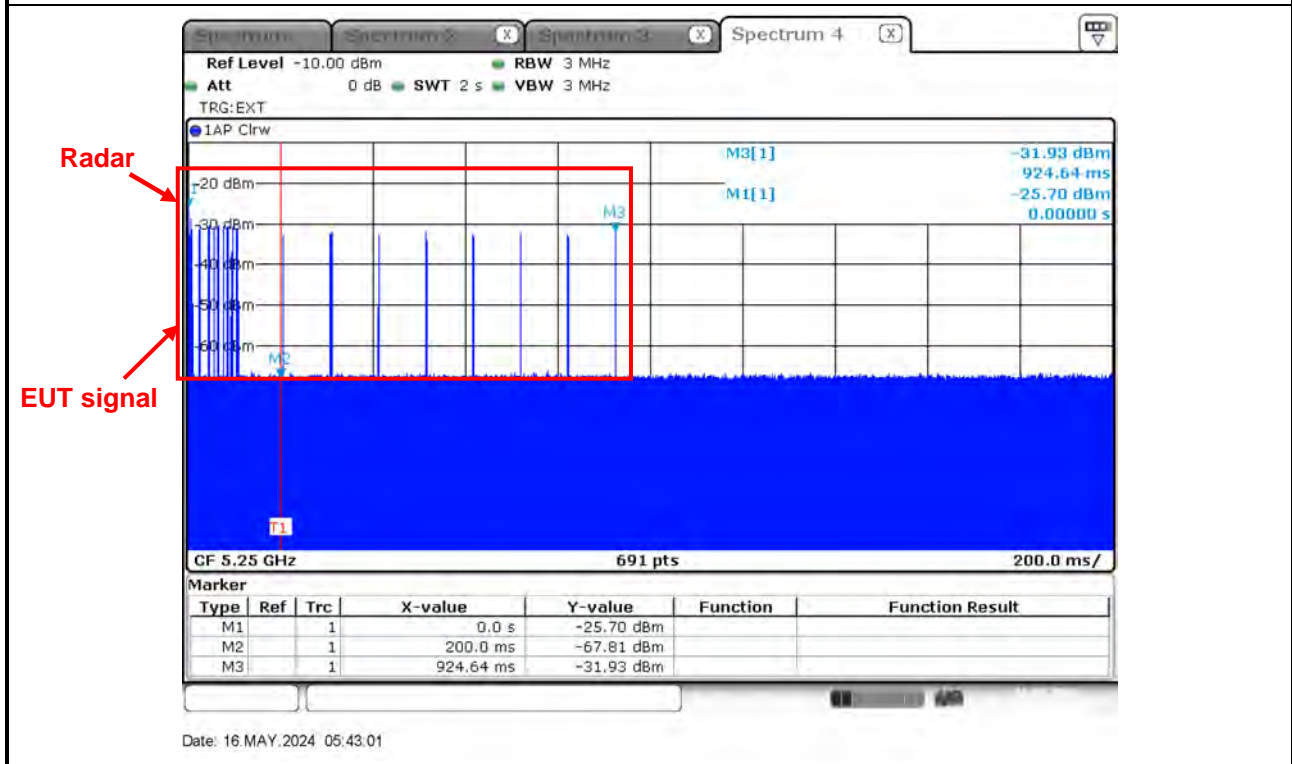 Spectrum 4
Ref Level -10.00 dBm RBW 3 MHz
Att 0 dB SWT 2 s VBW 3 MHz
TRG:EXT
1AP Clrw
Radar
M3[1] -31.93 dBm
924.64 ms
M1[1] -25.70 dBm
0.00000 s
-20 dBm
M3
-30 dBm
-40 dBm
-50 dBm
-60 dBm
M2
EUT signal
T1
CF 5.25 GHz 691 pts 200.0 ms/
Marker
Type Ref Trc X-value Y-value Function Function Result
M1 1 0.0 s -25.70 dBm
M2 1 200.0 ms -67.81 dBm
M3 1 924.64 ms -31.93 dBm
Date: 16.MAY.2024 05:43:01